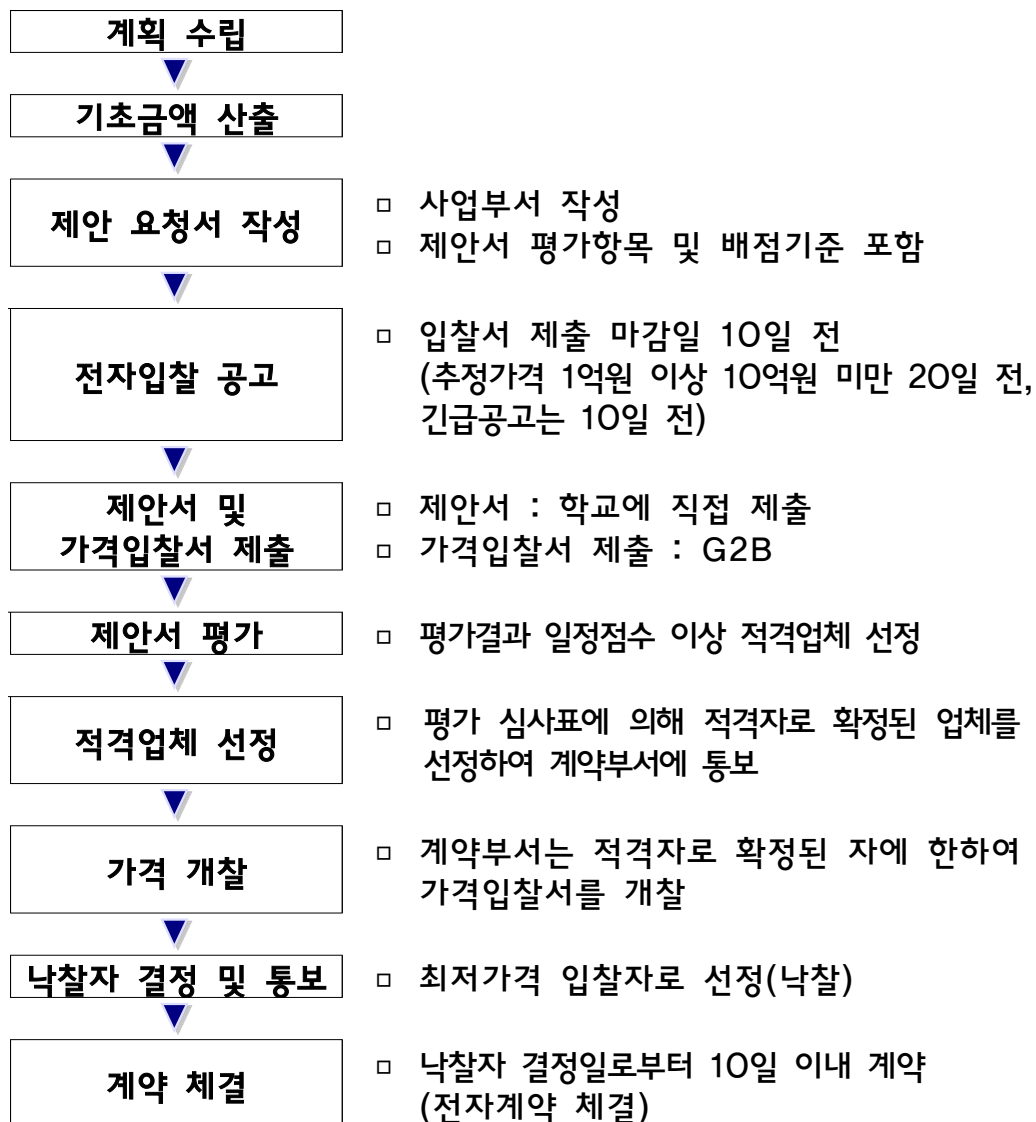 계획 수립
기초금액 산출
제안 요청서 작성
□ 사업부서 작성
□ 제안서 평가항목 및 배점기준 포함
전자입찰 공고
□ 입찰서 제출 마감일 10일 전
(추정가격 1억원 이상 10억원 미만 20일 전,
긴급공고는 10일 전)
제안서 및
가격입찰서 제출
□ 제안서 : 학교에 직접 제출
□ 가격입찰서 제출 : G2B
제안서 평가
□ 평가결과 일정점수 이상 적격업체 선정
적격업체 선정
□ 평가 심사표에 의해 적격자로 확정된 업체를
선정하여 계약부서에 통보
가격 개찰
□ 계약부서는 적격자로 확정된 자에 한하여
가격입찰서를 개찰
낙찰자 결정 및 통보
□ 최저가격 입찰자로 선정(낙찰)
계약 체결
□ 낙찰자 결정일로부터 10일 이내 계약
(전자계약 체결)